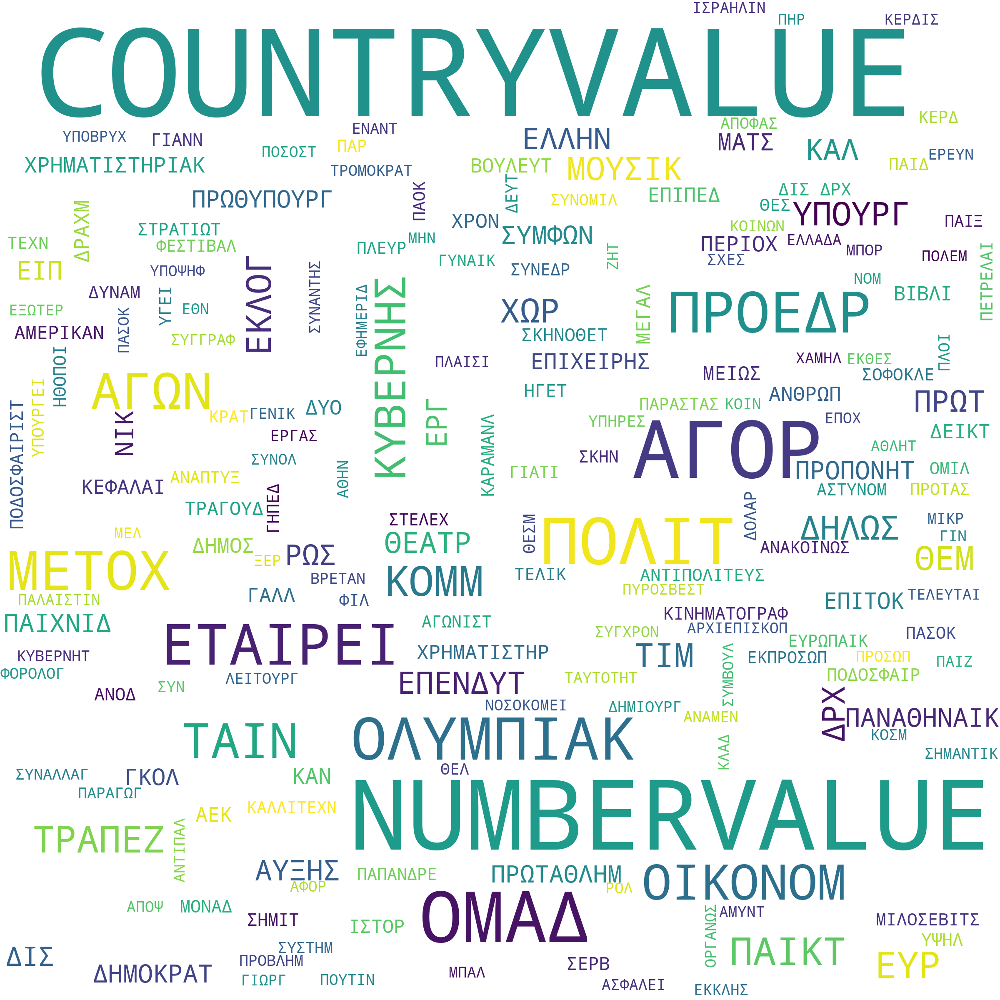 ΙΣΡΑΗΛΙΝ
ΠΗΡ
ΚΕΡΔΙΣ
COUNTRYVALUE
ΥΠΟΒΡΥΧ
ΓΙΑΝΝ
ΕΝΑΝΤ
ΠΑΡ
ΠΟΣΟΣΤ
ΕΛΛΗΝ
ΑΠΟΦΑΣ
ΜΑΤΣ
ΚΑΛ
ΚΕΡΔ
ΕΡΕΥΝ
ΠΑΙΔ
ΧΡΗΜΑΤΙΣΤΗΡΙΑΚ
ΤΡΟΜΟΚΡΑΤ
ΒΟΥΛΕΥΤ
ΜΟΥΣΙΚ
ΠΡΩΘΥΠΟΥΡΓ
ΠΑΟΚ
ΔΕΥΤ
ΣΥΝΟΜΙΛ
ΕΠΙΠΕΔ
ΔΙΣ ΔΡΧ
ΘΕΣ
ΥΠΟΥΡΓ
ΠΑΙΞ
ΔΡΑΧΜ
ΣΤΡΑΤΙΩΤ
ΧΡΟΝ
ΣΥΜΦΩΝ
ΚΟΙΝΩΝ
ΤΕΧΝ
ΦΕΣΤΙΒΑΛ
ΠΛΕΥΡ
ΜΗΝ
ΠΕΡΙΟΧ
ΕΛΛΑΔΑ
ΜΠΟΡ
ΠΟΛΕΜ
ΠΕΤΡΕΛΑΙ
ΕΙΠ
ΥΠΟΨΗΦ
ΕΚΛΟΓ
ΣΥΝΑΝΤΗΣ
ΓΥΝΑΙΚ
ΣΥΝΕΔΡ
ΖΗΤ
ΣΧΕΣ
ΝΟΜ
ΒΙΒΛΙ
ΔΥΝΑΜ
ΥΓΕΙ
ΕΘΝ
ΕΦΗΜΕΡΙΔ
ΚΥΒΕΡΝΗΣ
ΧΩΡ
ΜΕΓΑΛ
ΠΡΟΕΔΡ
ΕΞΩΤΕΡ
ΑΜΕΡΙΚΑΝ
ΠΑΣΟΚ
ΣΥΓΓΡΑΦ
ΣΚΗΝΟΘΕΤ
ΗΘΟΠΟΙ
ΠΛΑΙΣΙ
ΕΠΙΧΕΙΡΗΣ
ΧΑΜΗΛ
ΕΚΘΕΣ
ΠΛΟΙ
ΜΕΙΩΣ
ΣΟΦΟΚΛΕ
ΥΠΟΥΡΓΕΙ
ΑΓΩΝ
ΗΓΕΤ
ΑΝΘΡΩΠ
ΠΡΩΤ
ΠΟΔΟΣΦΑΙΡΙΣΤ
ΝΙΚ
ΚΡΑΤ
ΓΕΝΙΚ
ΔΥΟ
ΕΡΓ
ΠΑΡΑΣΤΑΣ
ΚΟΙΝ
ΥΠΗΡΕΣ
ΕΠΟΧ
ΕΡΓΑΣ
ΚΑΡΑΜΑΝΛ
ΑΓΟΡ
ΔΕΙΚΤ
ΑΘΛΗΤ
ΣΥΝΟΛ
ΑΘΗΝ
ΣΚΗΝ
ΓΙΑΤΙ
ΠΡΟΠΟΝΗΤ
ΟΜΙΛ
ΚΕΦΑΛΑΙ
ΑΝΑΠΤΥΞ
ΓΗΠΕΔ
ΑΣΤΥΝΟΜ
ΠΡΟΤΑΣ
ΤΡΑΓΟΥΔ
ΣΤΕΛΕΧ
ΘΕΣΜ
ΠΟΛΙΤ
ΔΟΛΑΡ
ΔΗΛΩΣ
ΜΙΚΡ
ΓΙΝ
ΜΕΛ
ΜΕΤΟΧ
ΔΗΜΟΣ
ΞΕΡ
ΡΩΣ
ΘΕΑΤΡ
ΑΝΑΚΟΙΝΩΣ
ΘΕΜ
ΒΡΕΤΑΝ
ΚΟΜΜ
ΤΕΛΙΚ
ΑΝΤΙΠΟΛΙΤΕΥΣ
ΠΑΛΑΙΣΤΙΝ
ΓΑΛΛ
ΦΙΛ
ΠΥΡΟΣΒΕΣΤ
ΕΠΙΤΟΚ
ΤΕΛΕΥΤΑΙ
ΠΑΙΧΝΙΔ
ΕΤΑΙΡΕΙ
ΑΓΩΝΙΣΤ
ΚΙΝΗΜΑΤΟΓΡΑΦ
ΣΥΓΧΡΟΝ
ΑΡΧΙΕΠΙΣΚΟΠ
ΕΥΡΩΠΑΙΚ
ΠΑΣΟΚ
ΚΥΒΕΡΝΗΤ
ΧΡΗΜΑΤΙΣΤΗΡ
ΤΙΜ
ΣΥΜΒΟΥΛ
ΕΚΠΡΟΣΩΠ
ΠΡΟΣΩΠ
ΠΑΙΖ
ΦΟΡΟΛΟΓ
ΑΝΟΔ
ΣΥΝ
ΛΕΙΤΟΥΡΓ
ΕΠΕΝΔΥΤ
ΤΑΥΤΟΤΗΤ
ΠΟΔΟΣΦΑΙΡ
ΝΟΣΟΚΟΜΕΙ
ΔΗΜΙΟΥΡΓ
ΑΝΑΜΕΝ
ΔΡΧ
ΠΑΝΑΘΗΝΑΙΚ
ΤΑΙΝ
ΟΛΥΜΠΙΑΚ
ΚΛΑΔ
ΚΟΣΜ
ΣΗΜΑΝΤΙΚ
ΣΥΝΑΛΛΑΓ
ΓΚΟΛ
ΚΑΝ
ΘΕΛ
ΠΑΡΑΓΩΓ
NUMBERVALUE
ΑΕΚ
ΚΑΛΛΙΤΕΧΝ
ΤΡΑΠΕΖ
ΑΝΤΙΠΑΛ
ΑΥΞΗΣ
ΠΑΠΑΝΔΡΕ
ΠΡΩΤΑΘΛΗΜ
ΟΙΚΟΝΟΜ
ΑΦΟΡ
ΡΟΛ
ΑΠΟΨ
ΜΟΝΑΔ
ΣΗΜΙΤ
ΙΣΤΟΡ
ΟΜΑΔ
ΟΡΓΑΝΩΣ
ΑΜΥΝΤ
ΜΙΛΟΣΕΒΙΤΣ
ΥΨΗΛ
ΔΙΣ
ΔΗΜΟΚΡΑΤ
ΣΥΣΤΗΜ
ΠΡΟΒΛΗΜ
ΓΙΩΡΓ
ΠΟΥΤΙΝ
ΜΠΑΛ
ΣΕΡΒ
ΠΑΙΚΤ
ΕΥΡ
ΑΣΦΑΛΕΙ
ΕΚΚΛΗΣ